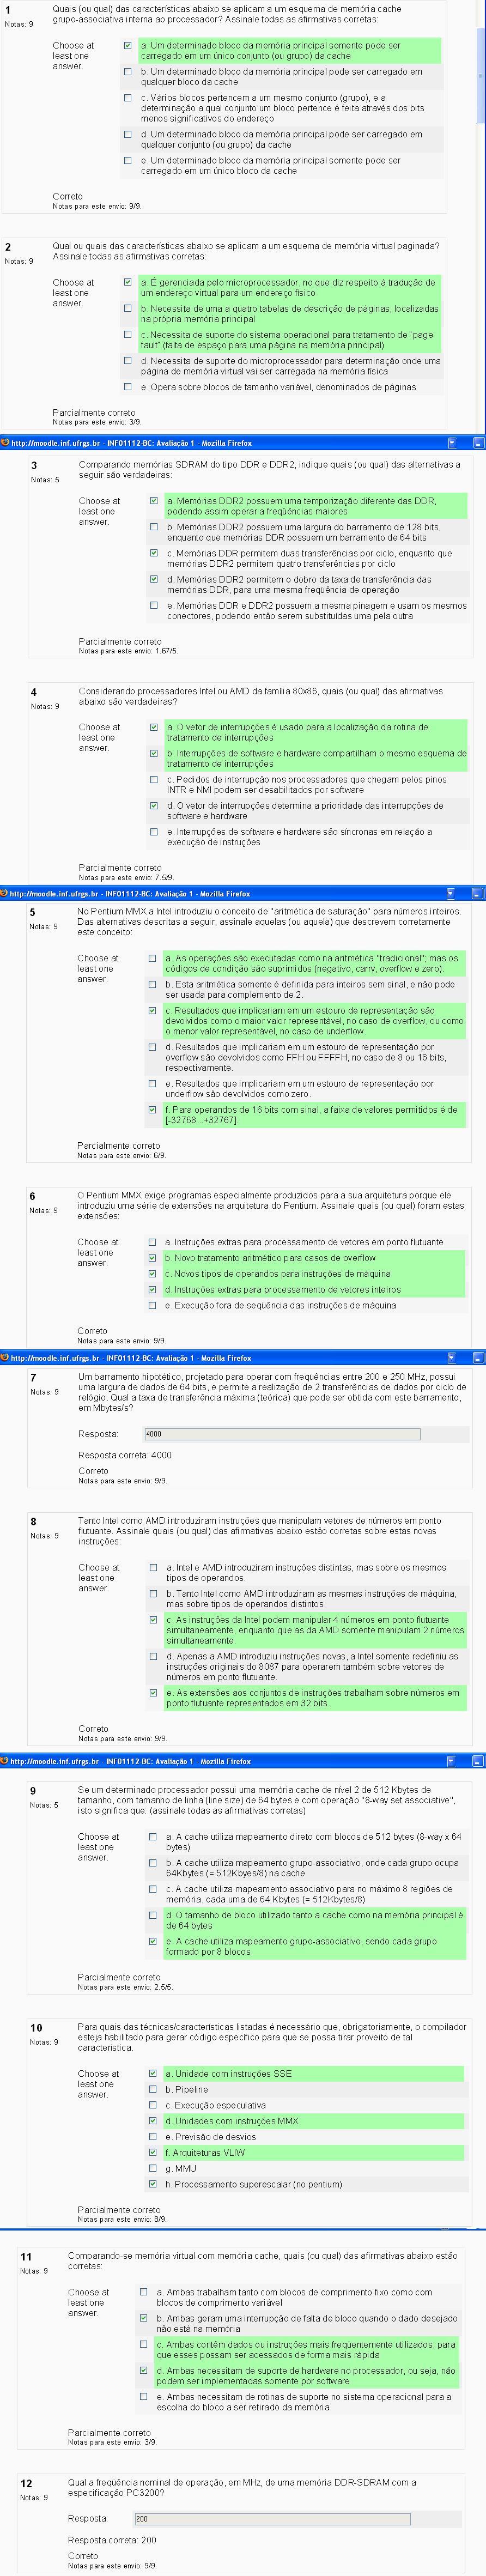 1
Notas: 9
Quais (ou qual) das características abaixo se aplicam a um esquema de memória cache
grupo-associativa interna ao processador? Assinale todas as afirmativas corretas:
Choose at
least one
answer.
a. Um determinado bloco da memória principal somente pode ser
carregado em um único conjunto (ou grupo) da cache
b. Um determinado bloco da memória principal pode ser carregado em
qualquer bloco da cache
c. Vários blocos pertencem a um mesmo conjunto (grupo), e a
determinação a qual conjunto um bloco pertence é feita através dos bits
menos significativos do endereço
d. Um determinado bloco da memória principal pode ser carregado em
qualquer conjunto (ou grupo) da cache
e. Um determinado bloco da memória principal somente pode ser
carregado em um único bloco da cache
Correto
Notas para este envio: 9/9.
2
Notas: 9
Qual ou quais das características abaixo se aplicam a um esquema de memória virtual paginada?
Assinale todas as afirmativas corretas:
Choose at
least one
answer.
a. É gerenciada pelo microprocessador, no que diz respeito à tradução de
um endereço virtual para um endereço físico
b. Necessita de uma a quatro tabelas de descrição de páginas, localizadas
na própria memória principal
c. Necessita de suporte do sistema operacional para tratamento de "page
fault" (falta de espaço para uma página na memória principal)
d. Necessita de suporte do microprocessador para determinação onde uma
página de memória virtual vai ser carregada na memória física
e. Opera sobre blocos de tamanho variável, denominados de páginas
Parcialmente correto
Notas para este envio: 3/9.
http://moodle.inf.ufrgs.br - INF01112-BC: Avaliação 1 - Mozilla Firefox
3
Notas: 5
Comparando memórias SDRAM do tipo DDR e DDR2, indique quais (ou qual) das alternativas a
seguir são verdadeiras:
Choose at
least one
answer.
a. Memórias DDR2 possuem uma temporização diferente das DDR,
podendo assim operar a freqüências maiores
b. Memórias DDR2 possuem uma largura do barramento de 128 bits,
enquanto que memórias DDR possuem um barramento de 64 bits
c. Memórias DDR permitem duas transferências por ciclo, enquanto que
memórias DDR2 permitem quatro transferências por ciclo
d. Memórias DDR2 permitem o dobro da taxa de transferência das
memórias DDR, para uma mesma freqüência de operação
e. Memórias DDR e DDR2 possuem a mesma pinagem e usam os mesmos
conectores, podendo então serem substituídas uma pela outra
Parcialmente correto
Notas para este envio: 1.67/5.
4
Notas: 9
Considerando processadores Intel ou AMD da família 80x86, quais (ou qual) das afirmativas
abaixo são verdadeiras?
Choose at
least one
answer.
a. O vetor de interrupções é usado para a localização da rotina de
tratamento de interrupções
b. Interrupções de software e hardware compartilham o mesmo esquema de
tratamento de interrupções
c. Pedidos de interrupção nos processadores que chegam pelos pinos
INTR e NMI podem ser desabilitados por software
d. O vetor de interrupções determina a prioridade das interrupções de
software e hardware
e. Interrupções de software e hardware são síncronas em relação a
execução de instruções
Parcialmente correto
Notas para este envio: 7.5/9.
http://moodle.inf.ufrgs.br - INF01112-BC: Avaliação 1 - Mozilla Firefox
5
Notas: 9
No Pentium MMX a Intel introduziu o conceito de "aritmética de saturação" para números inteiros.
Das alternativas descritas a seguir, assinale aquelas (ou aquela) que descrevem corretamente
este conceito:
Choose at
least one
answer.
a. As operações são executadas como na aritmética "tradicional"; mas os
códigos de condição são suprimidos (negativo, carry, overflow e zero).
b. Esta aritmética somente é definida para inteiros sem sinal, e não pode
ser usada para complemento de 2.
c. Resultados que implicariam em um estouro de representação são
devolvidos como o maior valor representável, no caso de overflow, ou como
o menor valor representável, no caso de underflow.
d. Resultados que implicariam em um estouro de representação por
overflow são devolvidos como FFH ou FFFFH, no caso de 8 ou 16 bits,
respectivamente.
e. Resultados que implicariam em um estouro de representação por
underflow são devolvidos como zero.
f. Para operandos de 16 bits com sinal, a faixa de valores permitidos é de
[-32768...+32767].
Parcialmente correto
Notas para este envio: 6/9.
6
Notas: 9
O Pentium MMX exige programas especialmente produzidos para a sua arquitetura porque ele
introduziu uma série de extensões na arquitetura do Pentium. Assinale quais (ou qual) foram estas
extensões:
Choose at
least one
answer.
a. Instruções extras para processamento de vetores em ponto flutuante
b. Novo tratamento aritmético para casos de overflow
c. Novos tipos de operandos para instruções de máquina
d. Instruções extras para processamento de vetores inteiros
e. Execução fora de seqüência das instruções de máquina
Correto
Notas para este envio: 9/9.
http://moodle.inf.ufrgs.br - INF01112-BC: Avaliação 1 - Mozilla Firefox
7
Notas: 9
Um barramento hipotético, projetado para operar com freqüências entre 200 e 250 MHz, possui
uma largura de dados de 64 bits, e permite a realização de 2 transferências de dados por ciclo de
relógio. Qual a taxa de transferência máxima (teórica) que pode ser obtida com este barramento,
em Mbytes/s?
Resposta:
4000
Resposta correta: 4000
Correto
Notas para este envio: 9/9.
8
Notas: 9
Tanto Intel como AMD introduziram instruções que manipulam vetores de números em ponto
flutuante. Assinale quais (ou qual) das afirmativas abaixo estão corretas sobre estas novas
instruções:
Choose at
least one
answer.
a. Intel e AMD introduziram instruções distintas, mas sobre os mesmos
tipos de operandos.
b. Tanto Intel como AMD introduziram as mesmas instruções de máquina,
mas sobre tipos de operandos distintos.
c. As instruções da Intel podem manipular 4 números em ponto flutuante
simultaneamente, enquanto que as da AMD somente manipulam 2 números
simultaneamente.
d. Apenas a AMD introduziu instruções novas, a Intel somente redefiniu as
instruções originais do 8087 para operarem também sobre vetores de
números em ponto flutuante.
e. As extensões aos conjuntos de instruções trabalham sobre números em
ponto flutuante representados em 32 bits.
Correto
Notas para este envio: 9/9.
http://moodle.inf.ufrgs.br - INF01112-BC: Avaliação 1 - Mozilla Firefox
9
Notas: 5
Se um determinado processador possui uma memória cache de nível 2 de 512 Kbytes de
tamanho, com tamanho de linha (line size) de 64 bytes e com operação "8-way set associative",
isto significa que: (assinale todas as afirmativas corretas)
Choose at
least one
answer.
a. A cache utiliza mapeamento direto com blocos de 512 bytes (8-way x 64
bytes)
b. A cache utiliza mapeamento grupo-associativo, onde cada grupo ocupa
64Kbytes (= 512Kbyes/8) na cache
c. A cache utiliza mapeamento associativo para no máximo 8 regiões de
memória, cada uma de 64 Kbytes (= 512Kbytes/8)
d. O tamanho de bloco utilizado tanto a cache como na memória principal é
de 64 bytes
e. A cache utiliza mapeamento grupo-associativo, sendo cada grupo
formado por 8 blocos
Parcialmente correto
Notas para este envio: 2.5/5.
10
Notas: 9
Para quais das técnicas/características listadas é necessário que, obrigatoriamente, o compilador
esteja habilitado para gerar código específico para que se possa tirar proveito de tal
característica.
Choose at
least one
answer.
a. Unidade com instruções SSE
b. Pipeline
c. Execução especulativa
d. Unidades com instruções MMX
e. Previsão de desvios
f. Arquiteturas VLIW
g. MMU
h. Processamento superescalar (no pentium)
Parcialmente correto
Notas para este envio: 8/9.
11
Notas: 9
Comparando-se memória virtual com memória cache, quais (ou qual) das afirmativas abaixo estão
corretas:
Choose at
least one
answer.
a. Ambas trabalham tanto com blocos de comprimento fixo como com
blocos de comprimento variável
b. Ambas geram uma interrupção de falta de bloco quando o dado desejado
não está na memória
c. Ambas contêm dados ou instruções mais freqüentemente utilizados, para
que esses possam ser acessados de forma mais rápida
d. Ambas necesitam de suporte de hardware no processador, ou seja, não
podem ser implementadas somente por software
e. Ambas necesitam de rotinas de suporte no sistema operacional para a
escolha do bloco a ser retirado da memória
Parcialmente correto
Notas para este envio: 3/9.
12
Notas: 9
Qual a freqüência nominal de operação, em MHz, de uma memória DDR-SDRAM com a
especificação PC3200?
Resposta:
200
Resposta correta: 200
Correto
Notas para este envio: 9/9.